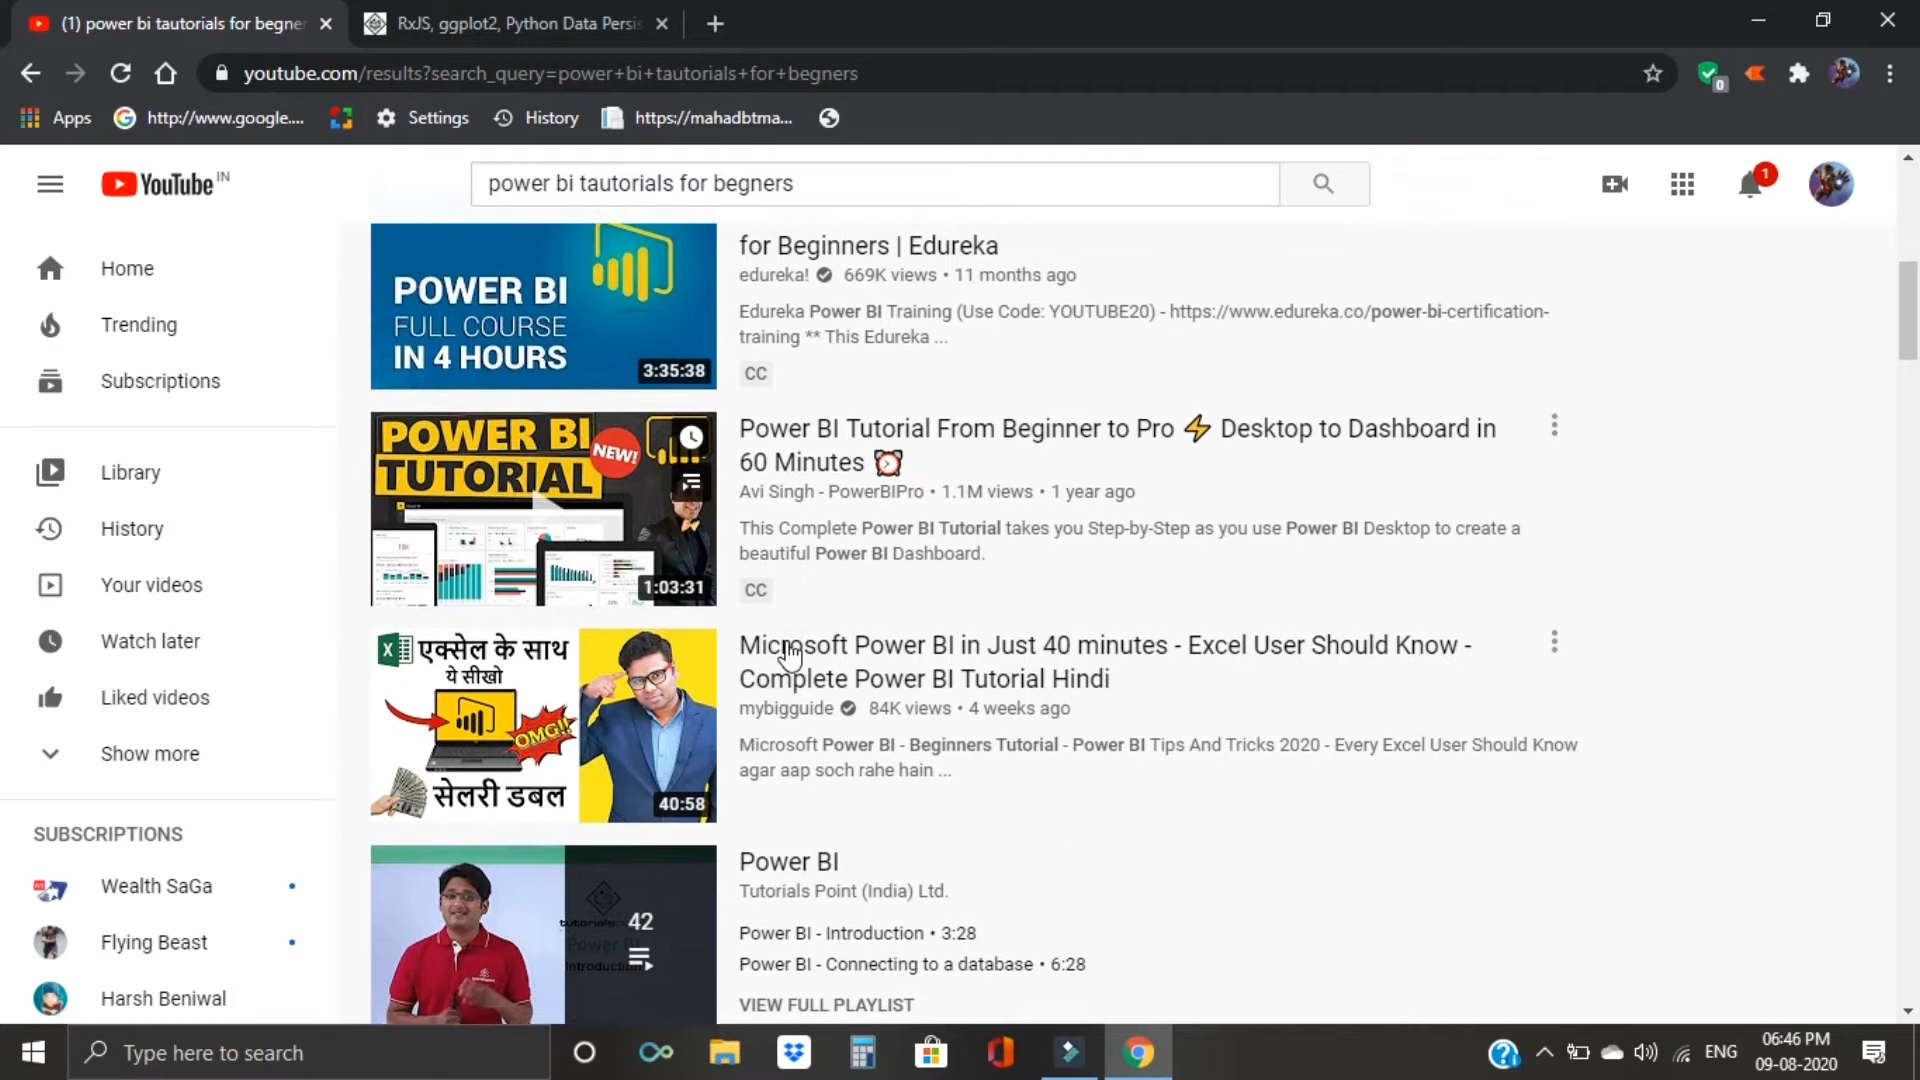 (1) power bi tautorials for begner
RxJS, ggplot2, Python Data Persis
youtube.com/results?search_query=power+bi+tautorials+for+begners
0
Apps
http://www.google....
Settings
History
https://mahadbtma...
YouTube IN
power bi tautorials for begners
1
Home
Trending
Subscriptions
Library
History
Your videos
Watch later
Liked videos
Show more
SUBSCRIPTIONS
Wealth SaGa
Flying Beast
Harsh Beniwal
POWER BI
FULL COURSE
IN 4 HOURS
3:35:38
for Beginners | Edureka
edureka! 669K views • 11 months ago
Edureka Power BI Training (Use Code: YOUTUBE20) - https://www.edureka.co/power-bi-certification-
training ** This Edureka ...
CC
POWER BI
TUTORIAL
NEW!
1:03:31
Power BI Tutorial From Beginner to Pro ⚡ Desktop to Dashboard in
60 Minutes ⏰
Avi Singh - PowerBIPro • 1.1M views • 1 year ago
This Complete Power BI Tutorial takes you Step-by-Step as you use Power BI Desktop to create a
beautiful Power BI Dashboard.
CC
एक्सेल के साथ
ये सीखो
OMG!!
सेलरी डबल
40:58
Microsoft Power BI in Just 40 minutes - Excel User Should Know -
Complete Power BI Tutorial Hindi
mybigguide 84K views • 4 weeks ago
Microsoft Power BI - Beginners Tutorial - Power BI Tips And Tricks 2020 - Every Excel User Should Know
agar aap soch rahe hain ...
42
Power BI
Introduction
Power BI
Tutorials Point (India) Ltd.
Power BI - Introduction • 3:28
Power BI - Connecting to a database • 6:28
VIEW FULL PLAYLIST
Type here to search
ENG
06:46 PM
09-08-2020